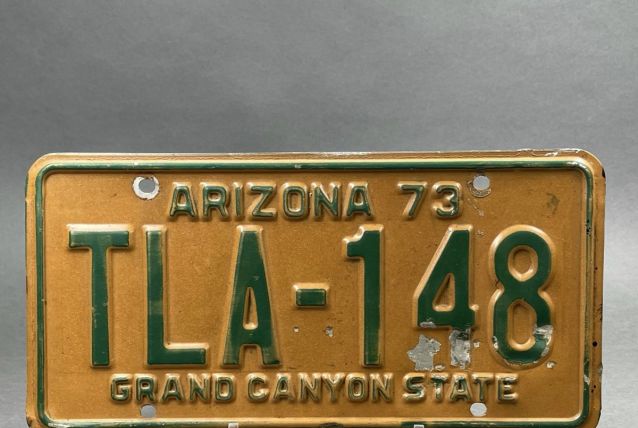 ARIZONA 73
TLA-148
GRAND CANYON STATE